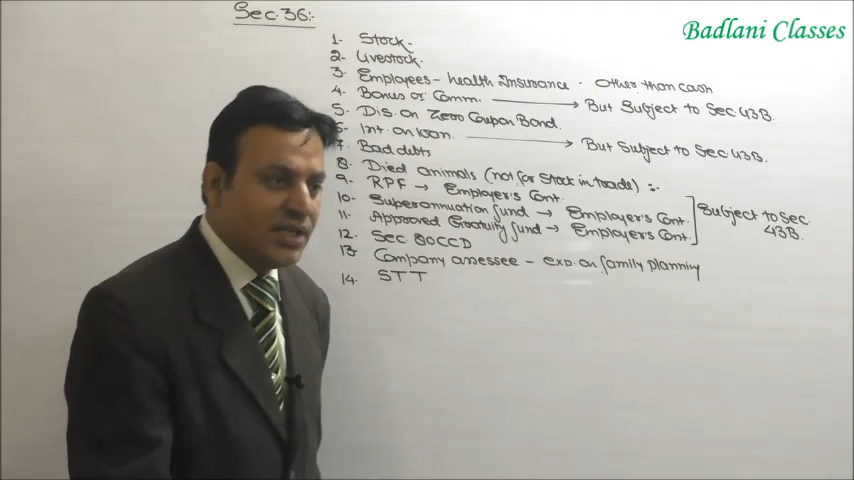 Badlani Classes
Sec. 36:-
1- Stock-
2- Livestock-
3- Employees - health Insurance - Other than cash
4- Bonus or Comm. → But Subject to Sec. 43B.
5- Dis. on Zero Coupon Bond.
6- Int. on loan. → But Subject to Sec. 43B.
7- Bad debts
8- Died animals (not for Stock in trade) :-
9- RPF → Employer's Cont.
10- Superannuation fund → Employer's Cont.
11- Approved Gratuity fund → Employer's Cont.
Subject to Sec.
43B.
12- Sec 80CCD
13- Company assessee - exp. on family planning
14- STT